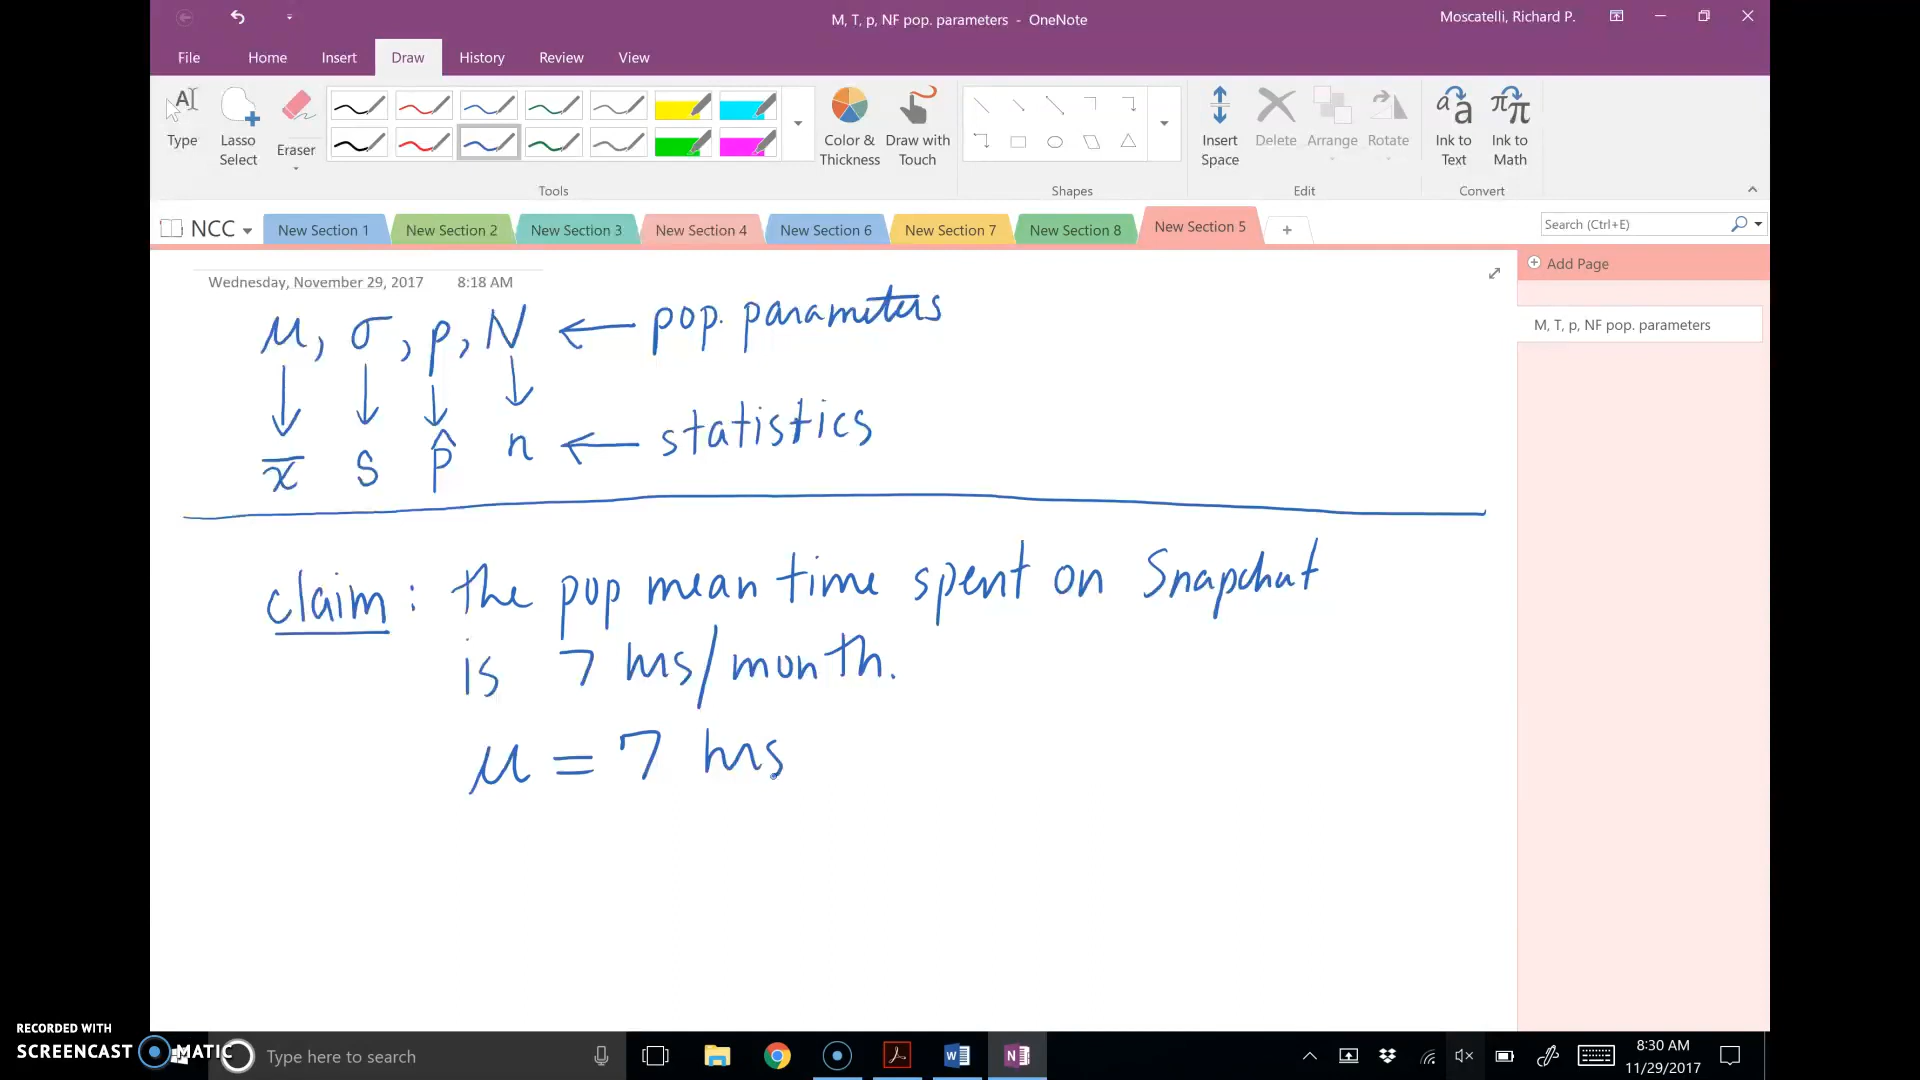 M, T, p, NF pop. parameters - OneNote
Moscatelli, Richard P.
File Home Insert Draw History Review View
Type
Lasso Select
Eraser
Color & Thickness
Draw with Touch
Insert Space
Delete
Arrange
Rotate
Ink to Text
Ink to Math
Tools
Shapes
Edit
Convert
NCC
New Section 1 New Section 2 New Section 3 New Section 4 New Section 6 New Section 7 New Section 8 New Section 5 +
Search (Ctrl+E)
Add Page
M, T, p, NF pop. parameters
Wednesday, November 29, 2017 8:18 AM
μ, σ, p, N ← pop. parameters
↓ ↓ ↓ ↓
x̄ s p̂ n ← statistics
claim: the pop mean time spent on Snapchat
is 7 hrs/month.
μ = 7 hrs
RECORDED WITH
SCREENCAST MATIC
Type here to search
8:30 AM
11/29/2017